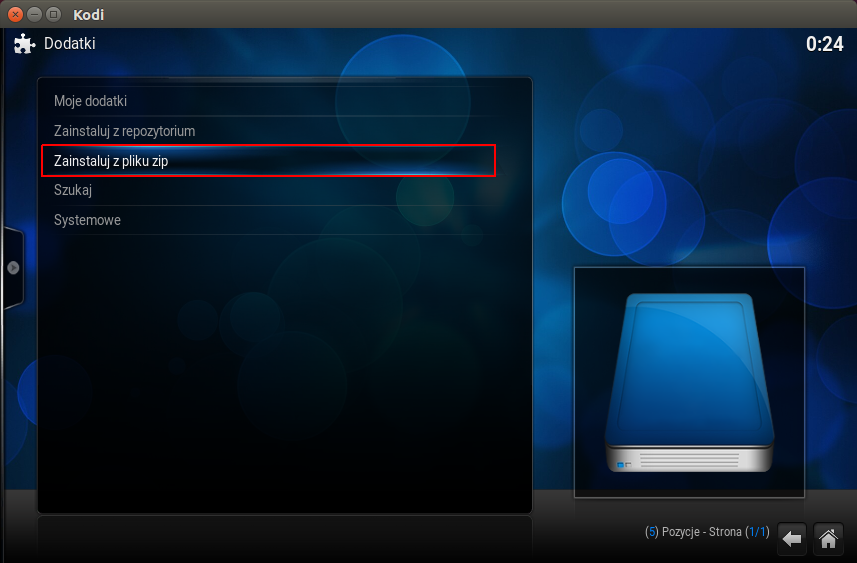 Kodi
Dodatki
0:24
Moje dodatki
Zainstaluj z repozytorium
Zainstaluj z pliku zip
Szukaj
Systemowe
(5) Pozycje - Strona (1/1)